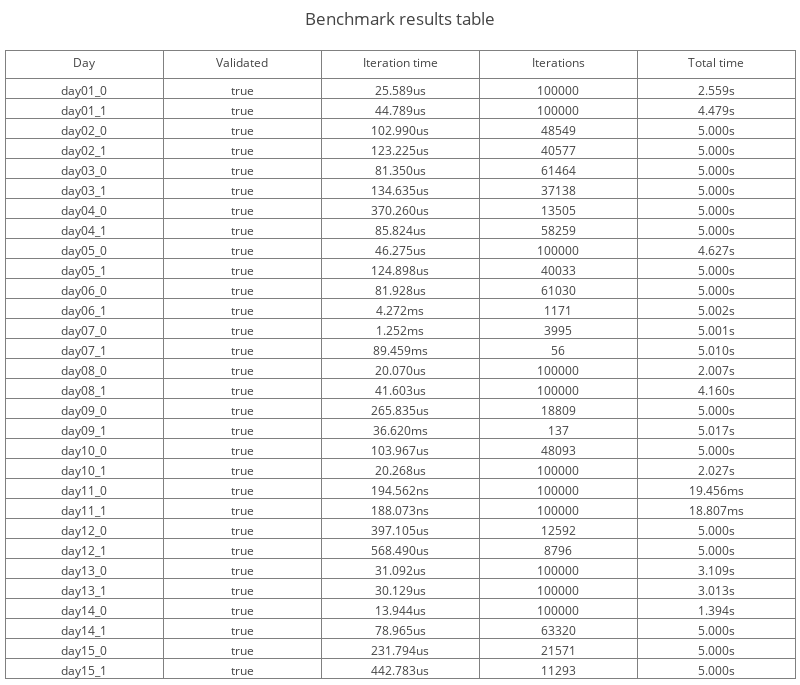 Benchmark results table
Day Validated Iteration time Iterations Total time
day01_0 true 25.589us 100000 2.559s
day01_1 true 44.789us 100000 4.479s
day02_0 true 102.990us 48549 5.000s
day02_1 true 123.225us 40577 5.000s
day03_0 true 81.350us 61464 5.000s
day03_1 true 134.635us 37138 5.000s
day04_0 true 370.260us 13505 5.000s
day04_1 true 85.824us 58259 5.000s
day05_0 true 46.275us 100000 4.627s
day05_1 true 124.898us 40033 5.000s
day06_0 true 81.928us 61030 5.000s
day06_1 true 4.272ms 1171 5.002s
day07_0 true 1.252ms 3995 5.001s
day07_1 true 89.459ms 56 5.010s
day08_0 true 20.070us 100000 2.007s
day08_1 true 41.603us 100000 4.160s
day09_0 true 265.835us 18809 5.000s
day09_1 true 36.620ms 137 5.017s
day10_0 true 103.967us 48093 5.000s
day10_1 true 20.268us 100000 2.027s
day11_0 true 194.562ns 100000 19.456ms
day11_1 true 188.073ns 100000 18.807ms
day12_0 true 397.105us 12592 5.000s
day12_1 true 568.490us 8796 5.000s
day13_0 true 31.092us 100000 3.109s
day13_1 true 30.129us 100000 3.013s
day14_0 true 13.944us 100000 1.394s
day14_1 true 78.965us 63320 5.000s
day15_0 true 231.794us 21571 5.000s
day15_1 true 442.783us 11293 5.000s